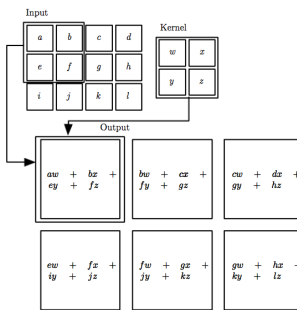 Input
Kernel
a b c d
w x
e f g h
y z
i j k l
Output
aw + bx +
ey + fz
bw + cx +
fy + gz
cw + dx +
gy + hz
ew + fx +
iy + jz
fw + gx +
jy + kz
gw + hx +
ky + lz